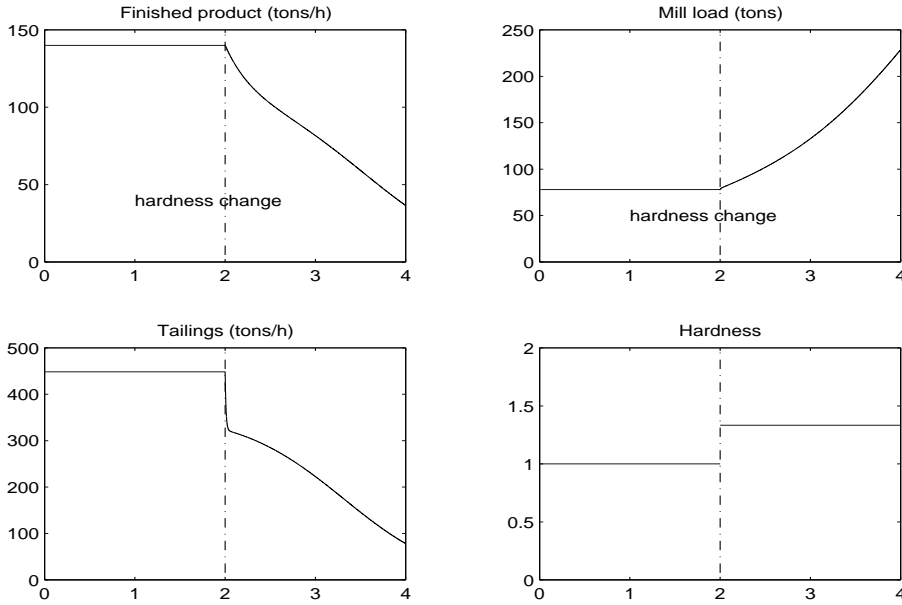 Finished product (tons/h)
150
100
50
0
hardness change
0 1 2 3 4
Mill load (tons)
250
200
150
100
50
0
hardness change
0 1 2 3 4
Tailings (tons/h)
500
400
300
200
100
0
0 1 2 3 4
Hardness
2
1.5
1
0.5
0
0 1 2 3 4